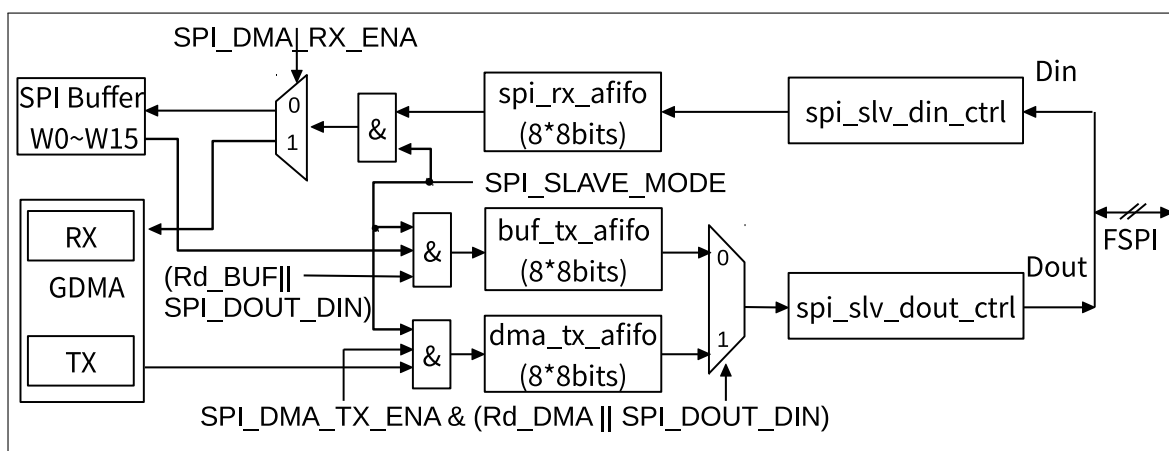 SPI_DMA_RX_ENA
SPI Buffer
W0~W15
0
1
&
spi_rx_afifo
(8*8bits)
spi_slv_din_ctrl
Din
SPI_SLAVE_MODE
RX
GDMA
TX
(Rd_BUF||
SPI_DOUT_DIN)
&
buf_tx_afifo
(8*8bits)
&
dma_tx_afifo
(8*8bits)
0
1
spi_slv_dout_ctrl
Dout
FSPI
SPI_DMA_TX_ENA & (Rd_DMA || SPI_DOUT_DIN)